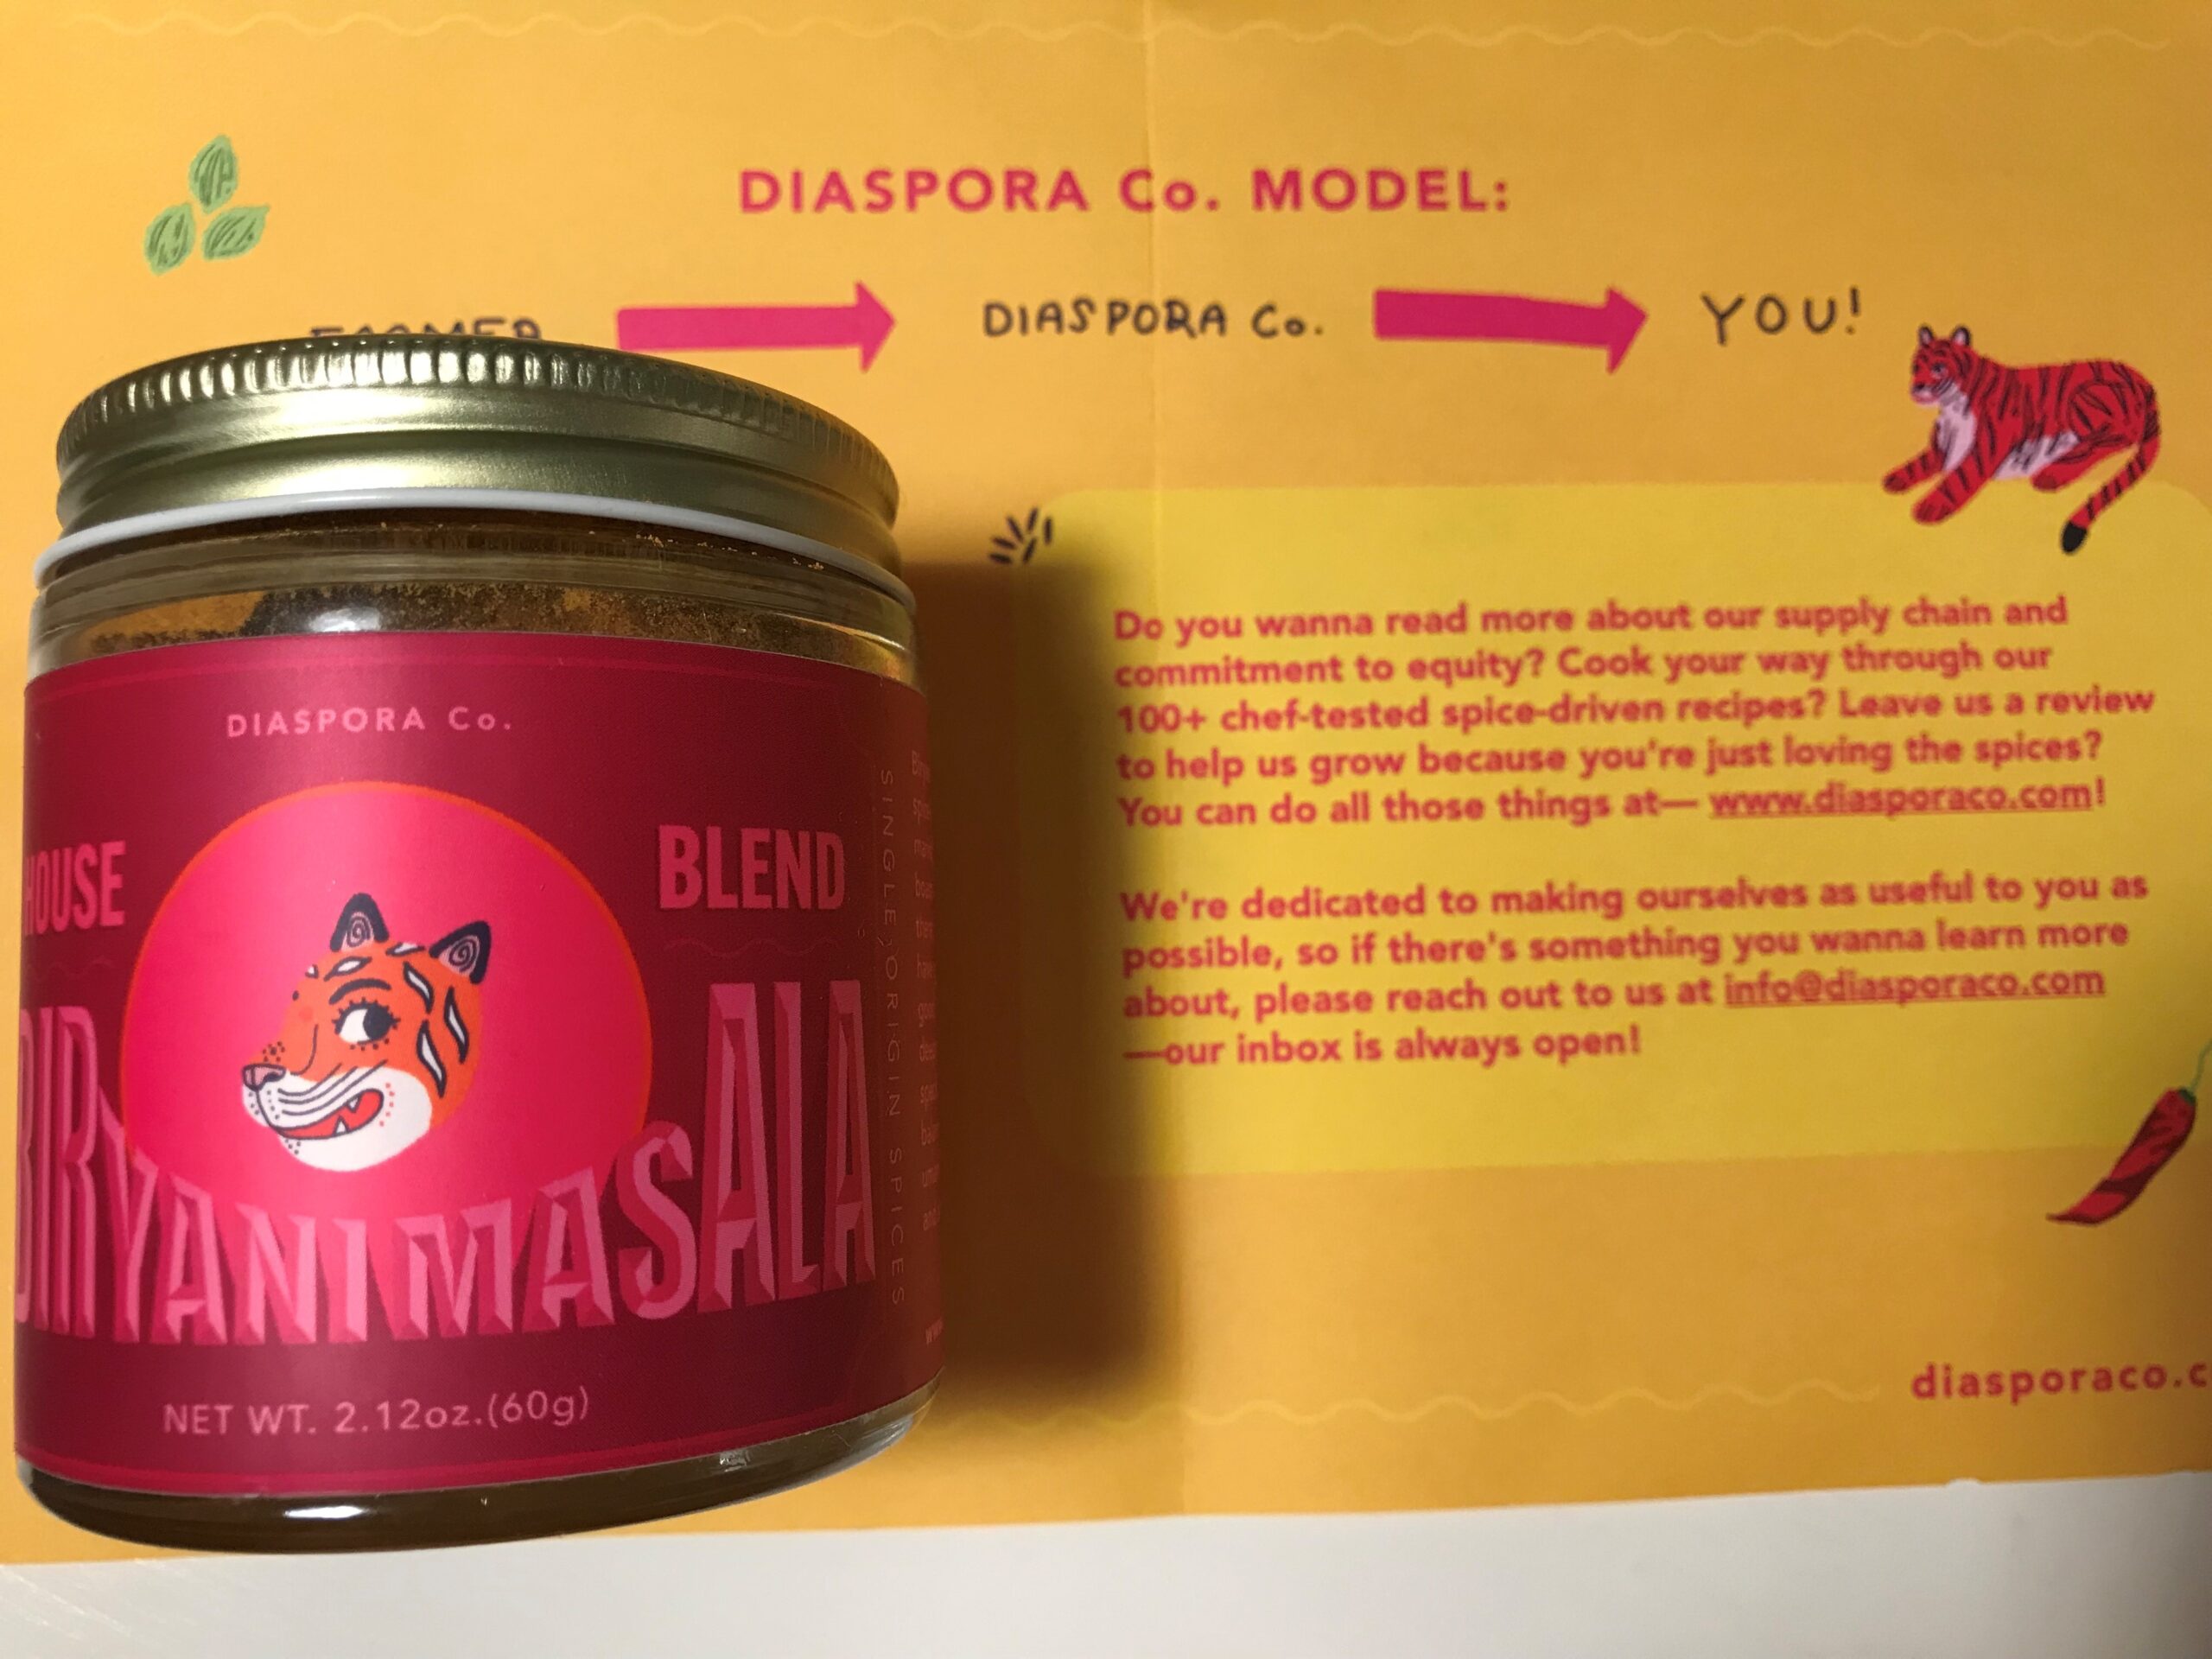 DIASPORA Co. MODEL:
FARMER DIASPORA Co. YOU!
Do you wanna read more about our supply chain and
commitment to equity? Cook your way through our
100+ chef-tested spice-driven recipes? Leave us a review
to help us grow because you're just loving the spices?
You can do all those things at— www.diasporaco.com!
We're dedicated to making ourselves as useful to you as
possible, so if there's something you wanna learn more
about, please reach out to us at info@diasporaco.com
—our inbox is always open!
diasporaco.c
DIASPORA Co.
HOUSE BLEND
BIRYANI MASALA
NET WT. 2.12oz.(60g)
SINGLE ORIGIN SPICES